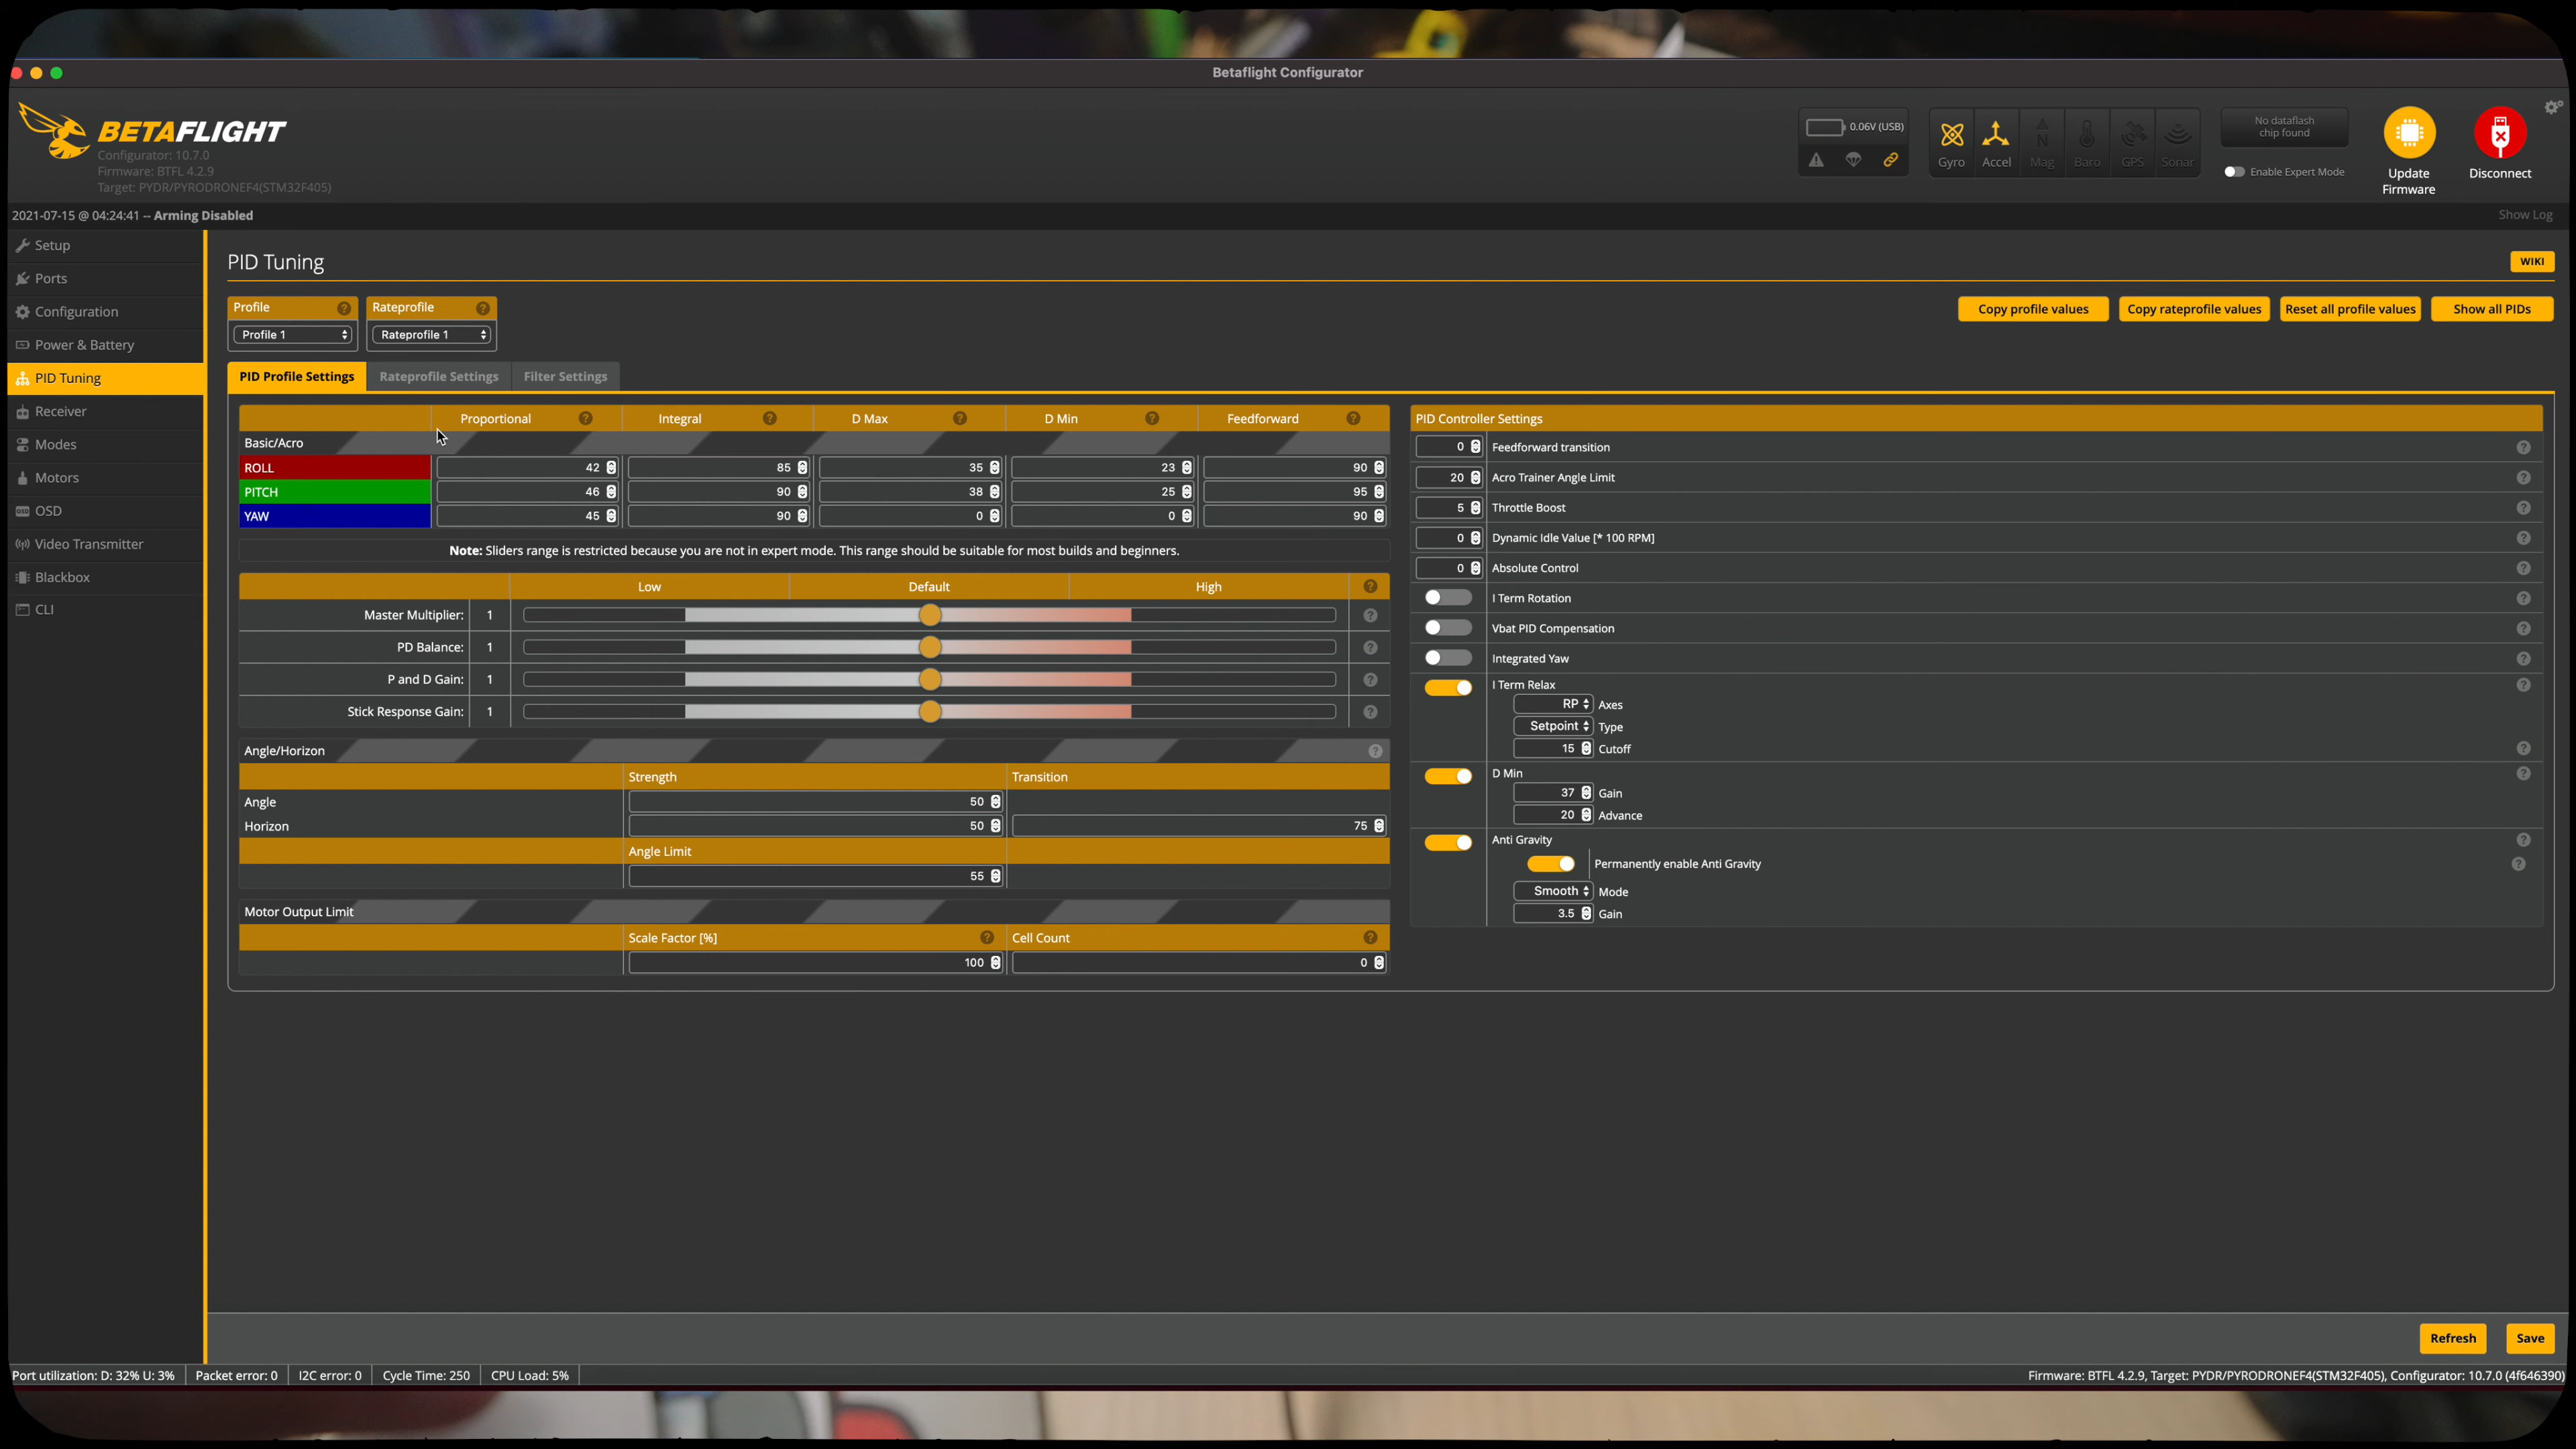 Betaflight Configurator
BETAFLIGHT
Configurator: 10.7.0
Firmware: BTFL 4.2.9
Target: PYDR/PYRODRONEF4(STM32F405)
0.06V (USB)
Gyro Accel Mag Baro GPS Sonar
No dataflash
chip found
Enable Expert Mode
Update
Firmware
Disconnect
2021-07-15 @ 04:24:41 -- Arming Disabled
Show Log
Setup
Ports
Configuration
Power & Battery
PID Tuning
Receiver
Modes
Motors
OSD
Video Transmitter
Blackbox
CLI
PID Tuning
WIKI
Profile
Profile 1
Rateprofile
Rateprofile 1
Copy profile values
Copy rateprofile values
Reset all profile values
Show all PIDs
PID Profile Settings
Rateprofile Settings
Filter Settings
Proportional Integral D Max D Min Feedforward
Basic/Acro
ROLL 42 85 35 23 90
PITCH 46 90 38 25 95
YAW 45 90 0 0 90
Note: Sliders range is restricted because you are not in expert mode. This range should be suitable for most builds and beginners.
Low Default High
Master Multiplier: 1
PD Balance: 1
P and D Gain: 1
Stick Response Gain: 1
Angle/Horizon
Strength Transition
Angle 50
Horizon 50 75
Angle Limit
55
Motor Output Limit
Scale Factor [%] Cell Count
100 0
PID Controller Settings
0 Feedforward transition
20 Acro Trainer Angle Limit
5 Throttle Boost
0 Dynamic Idle Value [* 100 RPM]
0 Absolute Control
I Term Rotation
Vbat PID Compensation
Integrated Yaw
I Term Relax
RP Axes
Setpoint Type
15 Cutoff
D Min
37 Gain
20 Advance
Anti Gravity
Permanently enable Anti Gravity
Smooth Mode
3.5 Gain
Refresh
Save
Port utilization: D: 32% U: 3%
Packet error: 0
I2C error: 0
Cycle Time: 250
CPU Load: 5%
Firmware: BTFL 4.2.9, Target: PYDR/PYRODRONEF4(STM32F405), Configurator: 10.7.0 (4f646390)